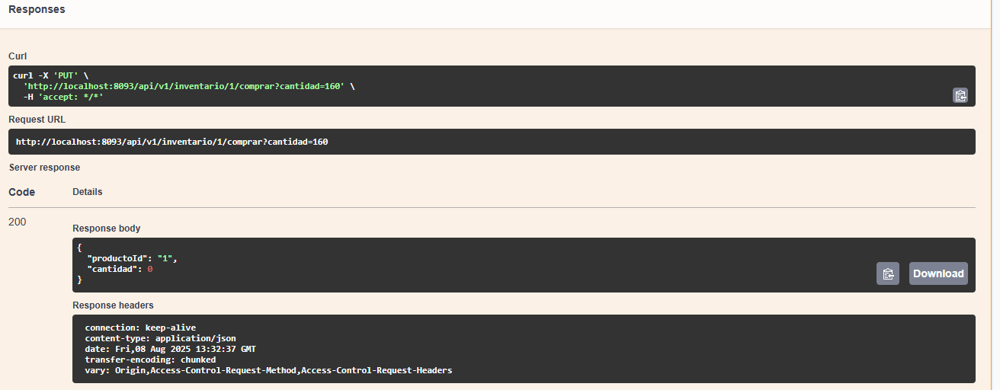 Responses
Curl
curl -X 'PUT' \
'http://localhost:8093/api/v1/inventario/1/comprar?cantidad=160' \
-H 'accept: */*'
Request URL
http://localhost:8093/api/v1/inventario/1/comprar?cantidad=160
Server response
Code Details
200
Response body
{
"productoId": "1",
"cantidad": 0
}
Download
Response headers
connection: keep-alive
content-type: application/json
date: Fri,08 Aug 2025 13:32:37 GMT
transfer-encoding: chunked
vary: Origin,Access-Control-Request-Method,Access-Control-Request-Headers